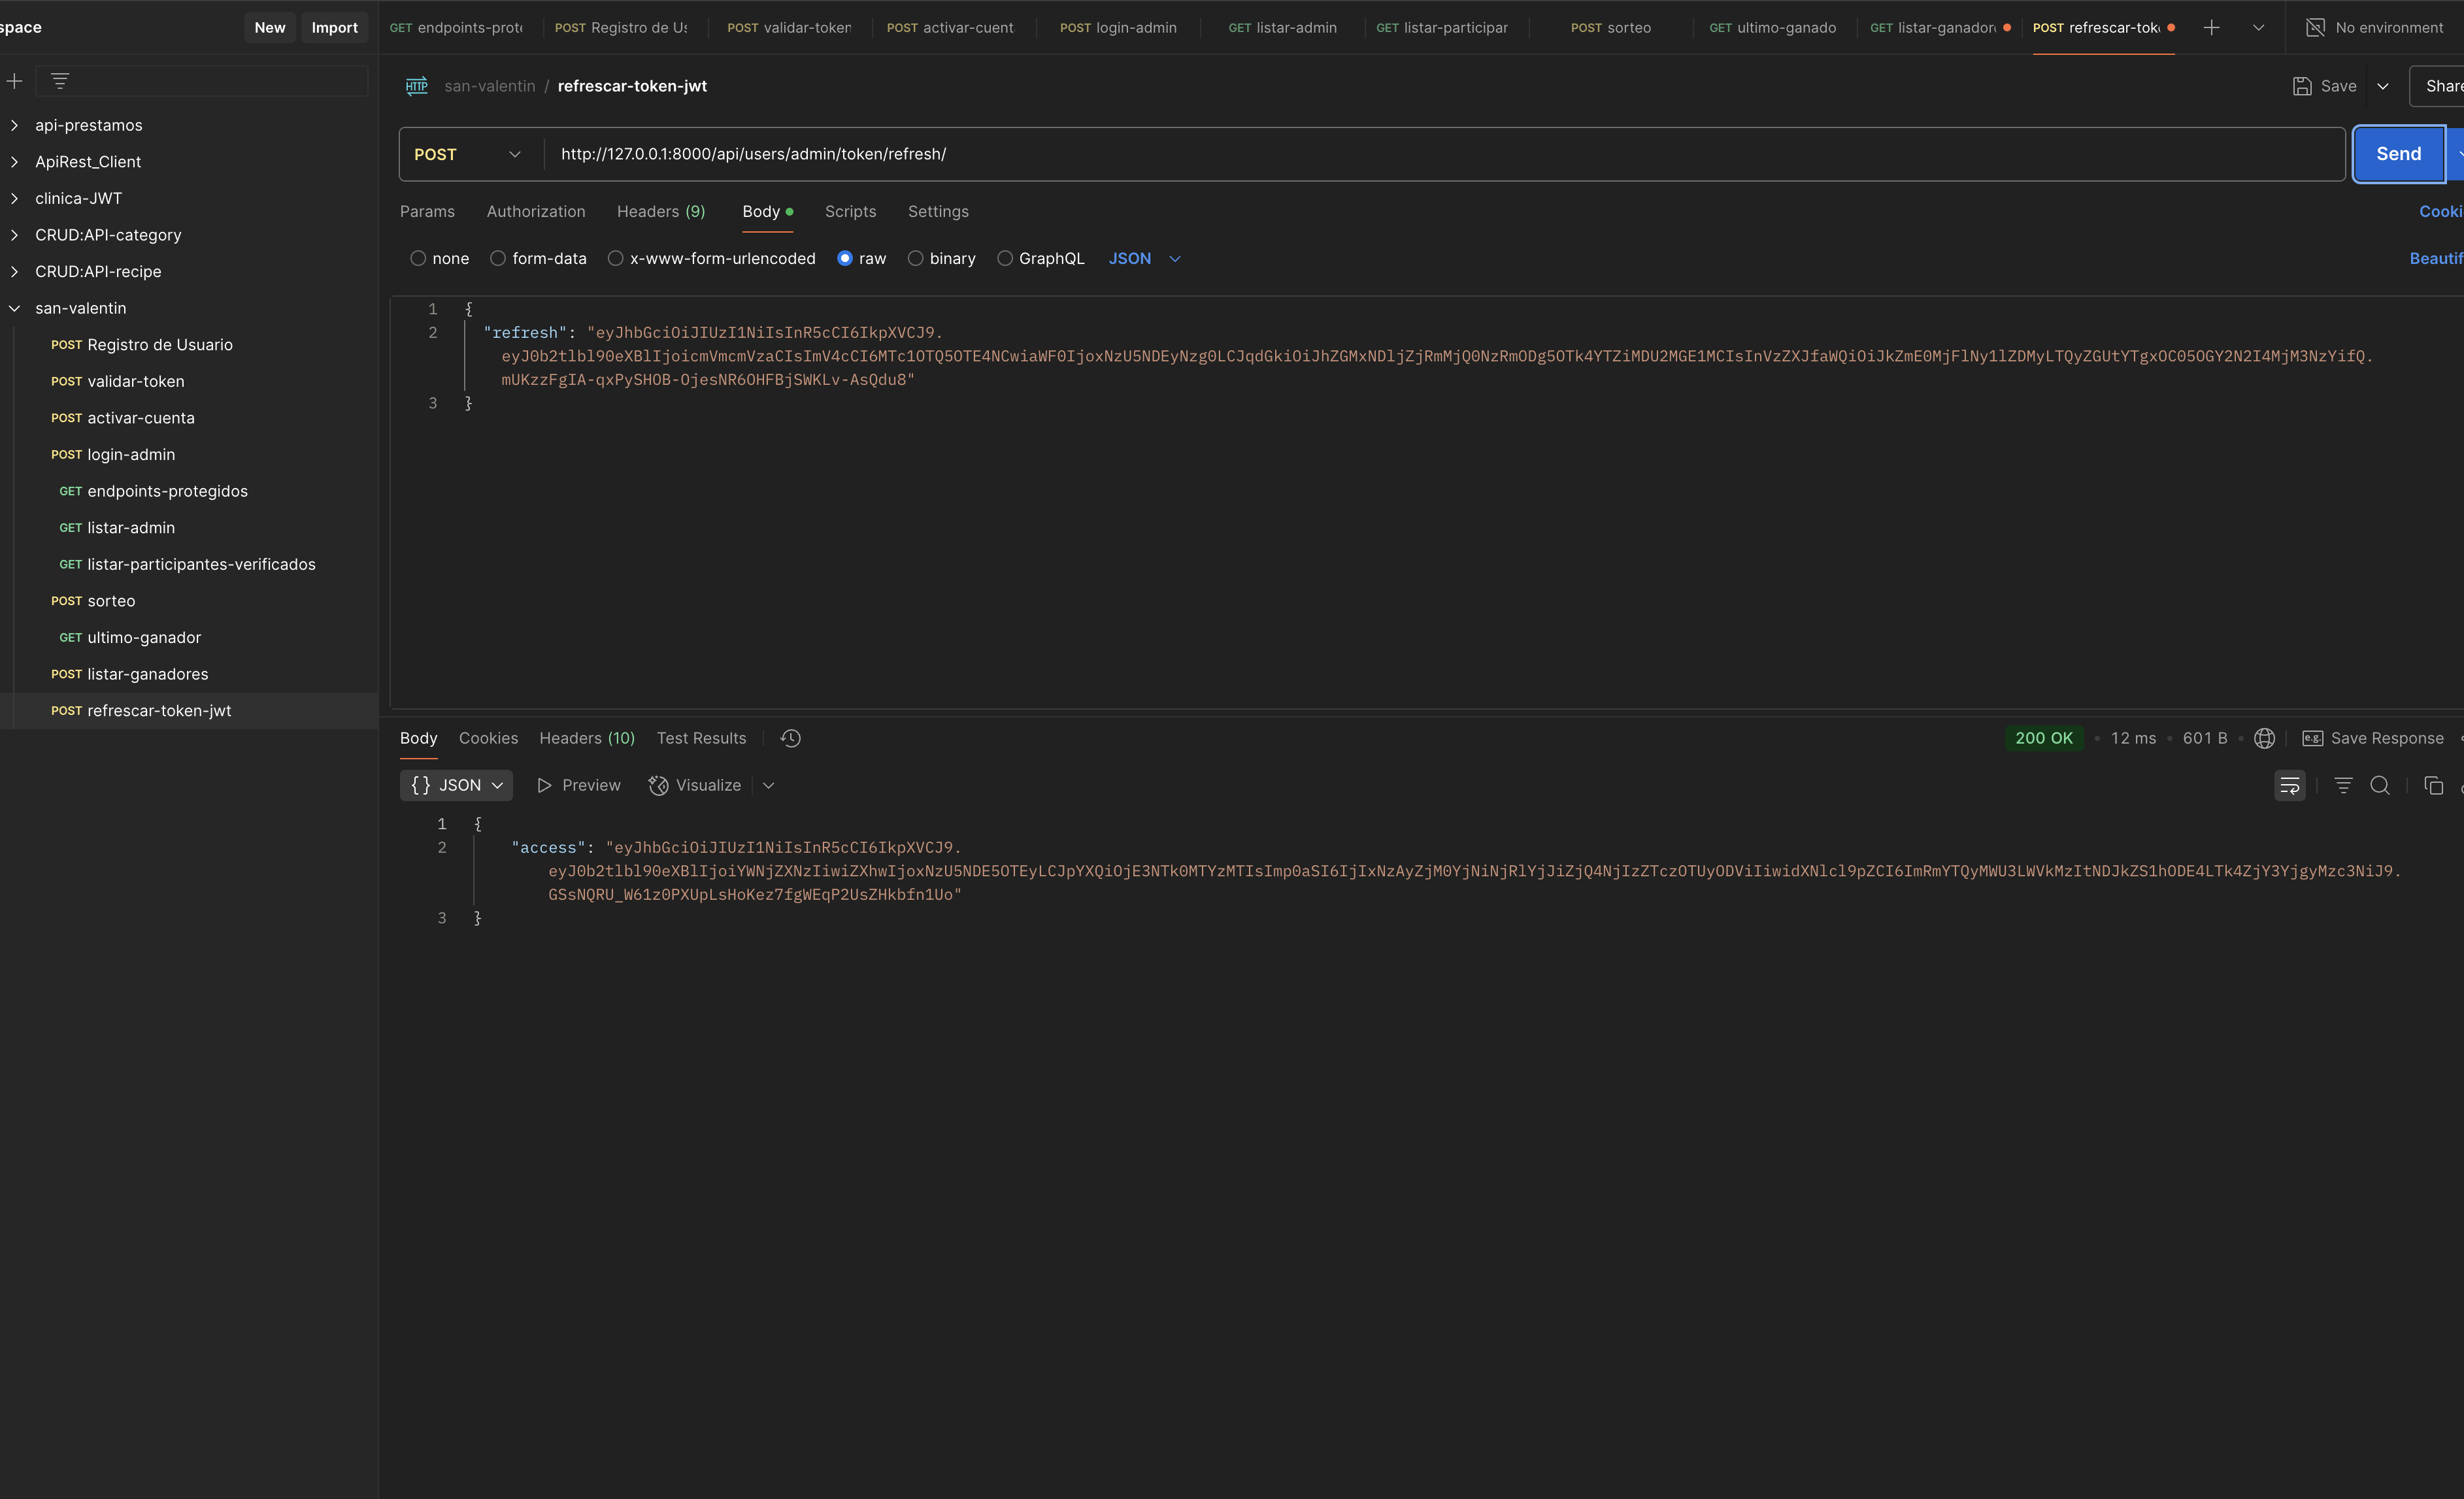 space
New
Import
GET endpoints-prote
POST Registro de Us
POST validar-token
POST activar-cuent
POST login-admin
GET listar-admin
GET listar-participar
POST sorteo
GET ultimo-ganado
GET listar-ganador
POST refrescar-tok
No environment
api-prestamos
ApiRest_Client
clinica-JWT
CRUD:API-category
CRUD:API-recipe
san-valentin
POST Registro de Usuario
POST validar-token
POST activar-cuenta
POST login-admin
GET endpoints-protegidos
GET listar-admin
GET listar-participantes-verificados
POST sorteo
GET ultimo-ganador
POST listar-ganadores
POST refrescar-token-jwt
HTTP san-valentin / refrescar-token-jwt
Save
Share
POST http://127.0.0.1:8000/api/users/admin/token/refresh/
Send
Params Authorization Headers (9) Body Scripts Settings
Cooki
none form-data x-www-form-urlencoded raw binary GraphQL JSON
Beautif
1 {
2 "refresh": "eyJhbGciOiJIUzI1NiIsInR5cCI6IkpXVCJ9.
eyJ0b2tlbl90eXBlIjoicmVmcmVzaCIsImV4cCI6MTc1OTQ5OTE4NCwiaWF0IjoxNzU5NDEyNzg0LCJqdGkiOiJhZGMxNDljZjRmMjQ0NzRmODg5OTk4YTZiMDU2MGE1MCIsInVzZXJfaWQiOiJkZmE0MjFlNy1lZDMyLTQyZGUtYTgxOC05OGY2N2I4MjM3NzYifQ.
mUKzzFgIA-qxPySHOB-OjesNR6OHFBjSWKLv-AsQdu8"
3 }
Body Cookies Headers (10) Test Results
200 OK • 12 ms • 601 B •
e.g. Save Response
{} JSON Preview Visualize
1 {
2 "access": "eyJhbGciOiJIUzI1NiIsInR5cCI6IkpXVCJ9.
eyJ0b2tlbl90eXBlIjoiYWNjZXNzIiwiZXhwIjoxNzU5NDE5OTEyLCJpYXQiOjE3NTk0MTYzMTIsImp0aSI6IjIxNzAyZjM0YjNiNjRlYjJiZjQ4NjIzZTczOTUyODViIiwidXNlcl9pZCI6ImRmYTQyMWU3LWVkMzItNDJkZS1hODE4LTk4ZjY3YjgyMzc3NiJ9.
GSsNQRU_W61z0PXUpLsHoKez7fgWEqP2UsZHkbfn1Uo"
3 }